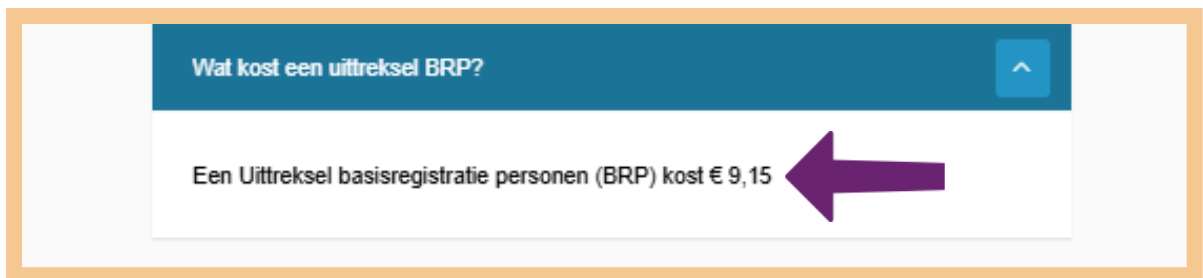 Wat kost een uittreksel BRP?
Een Uittreksel basisregistratie personen (BRP) kost € 9,15